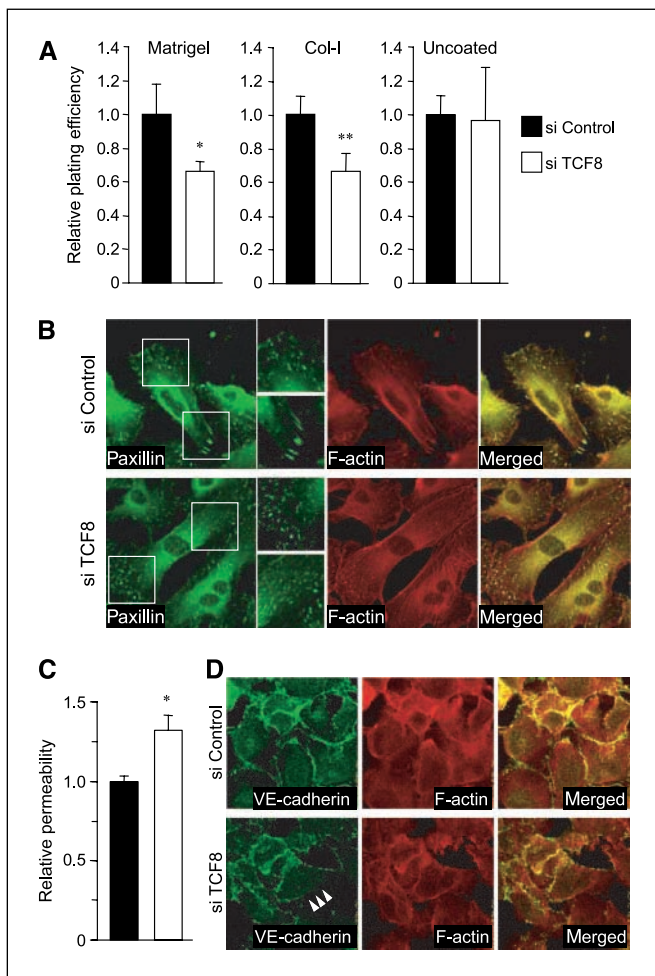 A
Matrigel
Col-I
Uncoated
Relative plating efficiency
1.4
1.2
1.0
0.8
0.6
0.4
0.2
0
*
1.4
1.2
1.0
0.8
0.6
0.4
0.2
0
**
1.4
1.2
1.0
0.8
0.6
0.4
0.2
0
si Control
si TCF8
B
si Control
Paxillin
F-actin
Merged
si TCF8
Paxillin
F-actin
Merged
C
Relative permeability
1.5
1.0
0.5
0
*
D
si Control
VE-cadherin
F-actin
Merged
si TCF8
VE-cadherin
F-actin
Merged